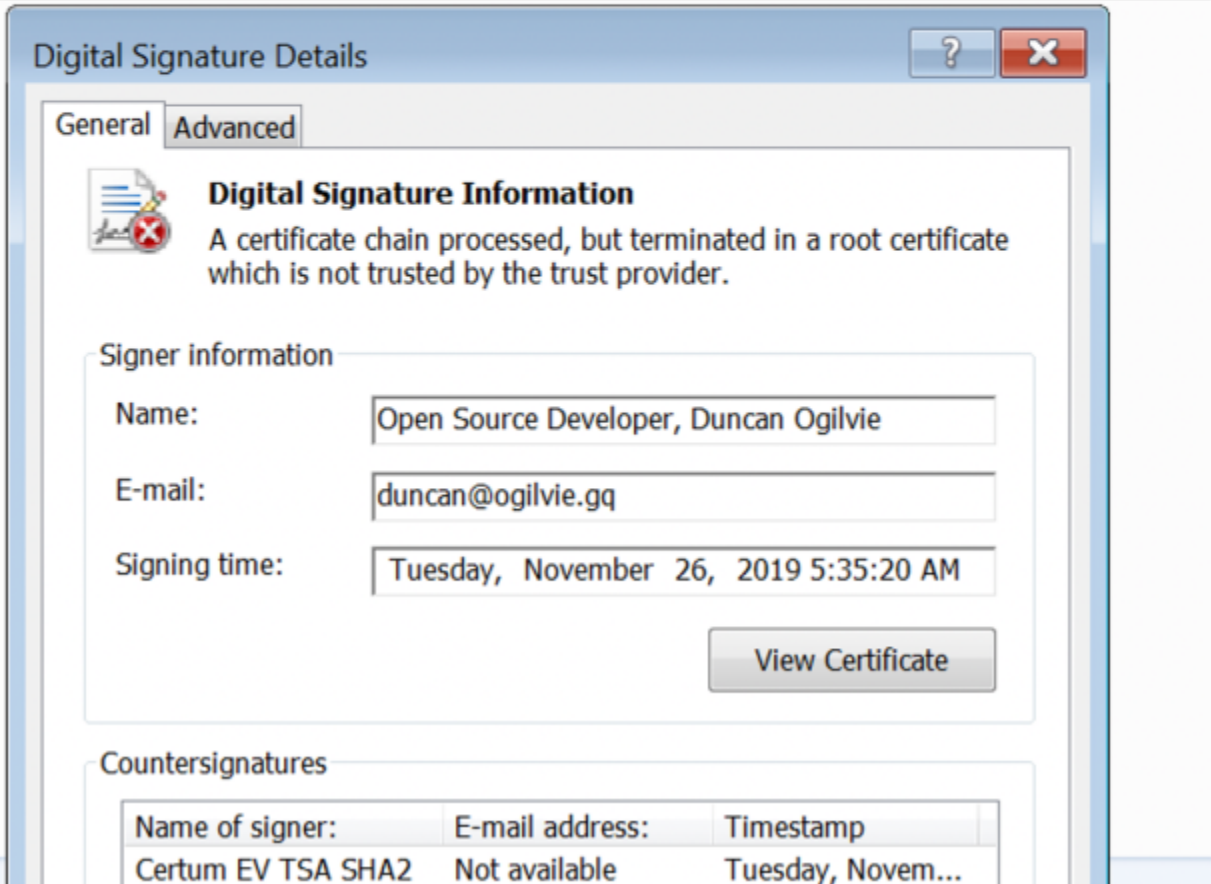 Digital Signature Details
General Advanced
Digital Signature Information
A certificate chain processed, but terminated in a root certificate
which is not trusted by the trust provider.
Signer information
Name: Open Source Developer, Duncan Ogilvie
E-mail: duncan@ogilvie.gq
Signing time: Tuesday, November 26, 2019 5:35:20 AM
View Certificate
Countersignatures
Name of signer: E-mail address: Timestamp
Certum EV TSA SHA2 Not available Tuesday, Novem...